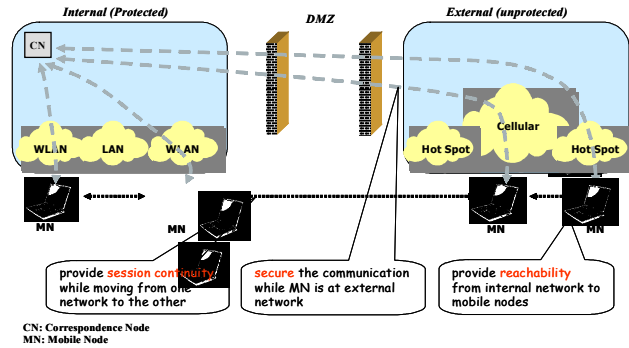 Internal (Protected)
DMZ
External (unprotected)
CN
WLAN
LAN
WLAN
Cellular
Hot Spot
Hot Spot
MN
MN
MN
MN
provide session continuity
while moving from one
network to the other
secure the communication
while MN is at external
network
provide reachability
from internal network to
mobile nodes
CN: Correspondence Node
MN: Mobile Node